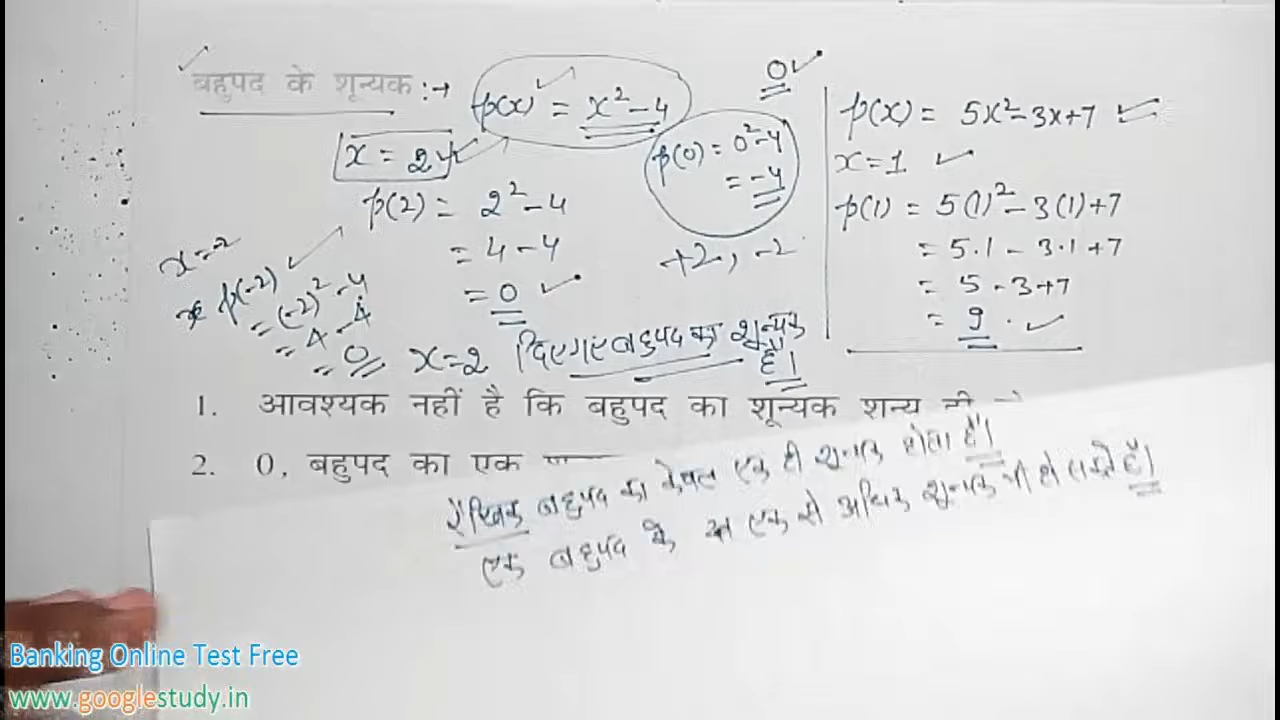 बहुपद के शून्यक :→ p(x) = x² - 4
x = 2
p(2) = 2² - 4
= 4 - 4
= 0
0
p(0) = 0² - 4
= -4
+2, -2
x = -2
p(-2)
= (-2)² - 4
= 4 - 4
= 0
x = 2 दिए गए बहुपद का शून्यक
है।
p(x) = 5x² - 3x + 7
x = 1
p(1) = 5(1)² - 3(1) + 7
= 5.1 - 3.1 + 7
= 5 - 3 + 7
= 9
1. आवश्यक नहीं है कि बहुपद का शून्यक शन्य
2. 0, बहुपद का एक
रैखिक बहुपद का केवल एक ही शून्यक होता है।
एक बहुपद के एक से अधिक शून्यक भी हो सकते है।
Banking Online Test Free
www.googlestudy.in